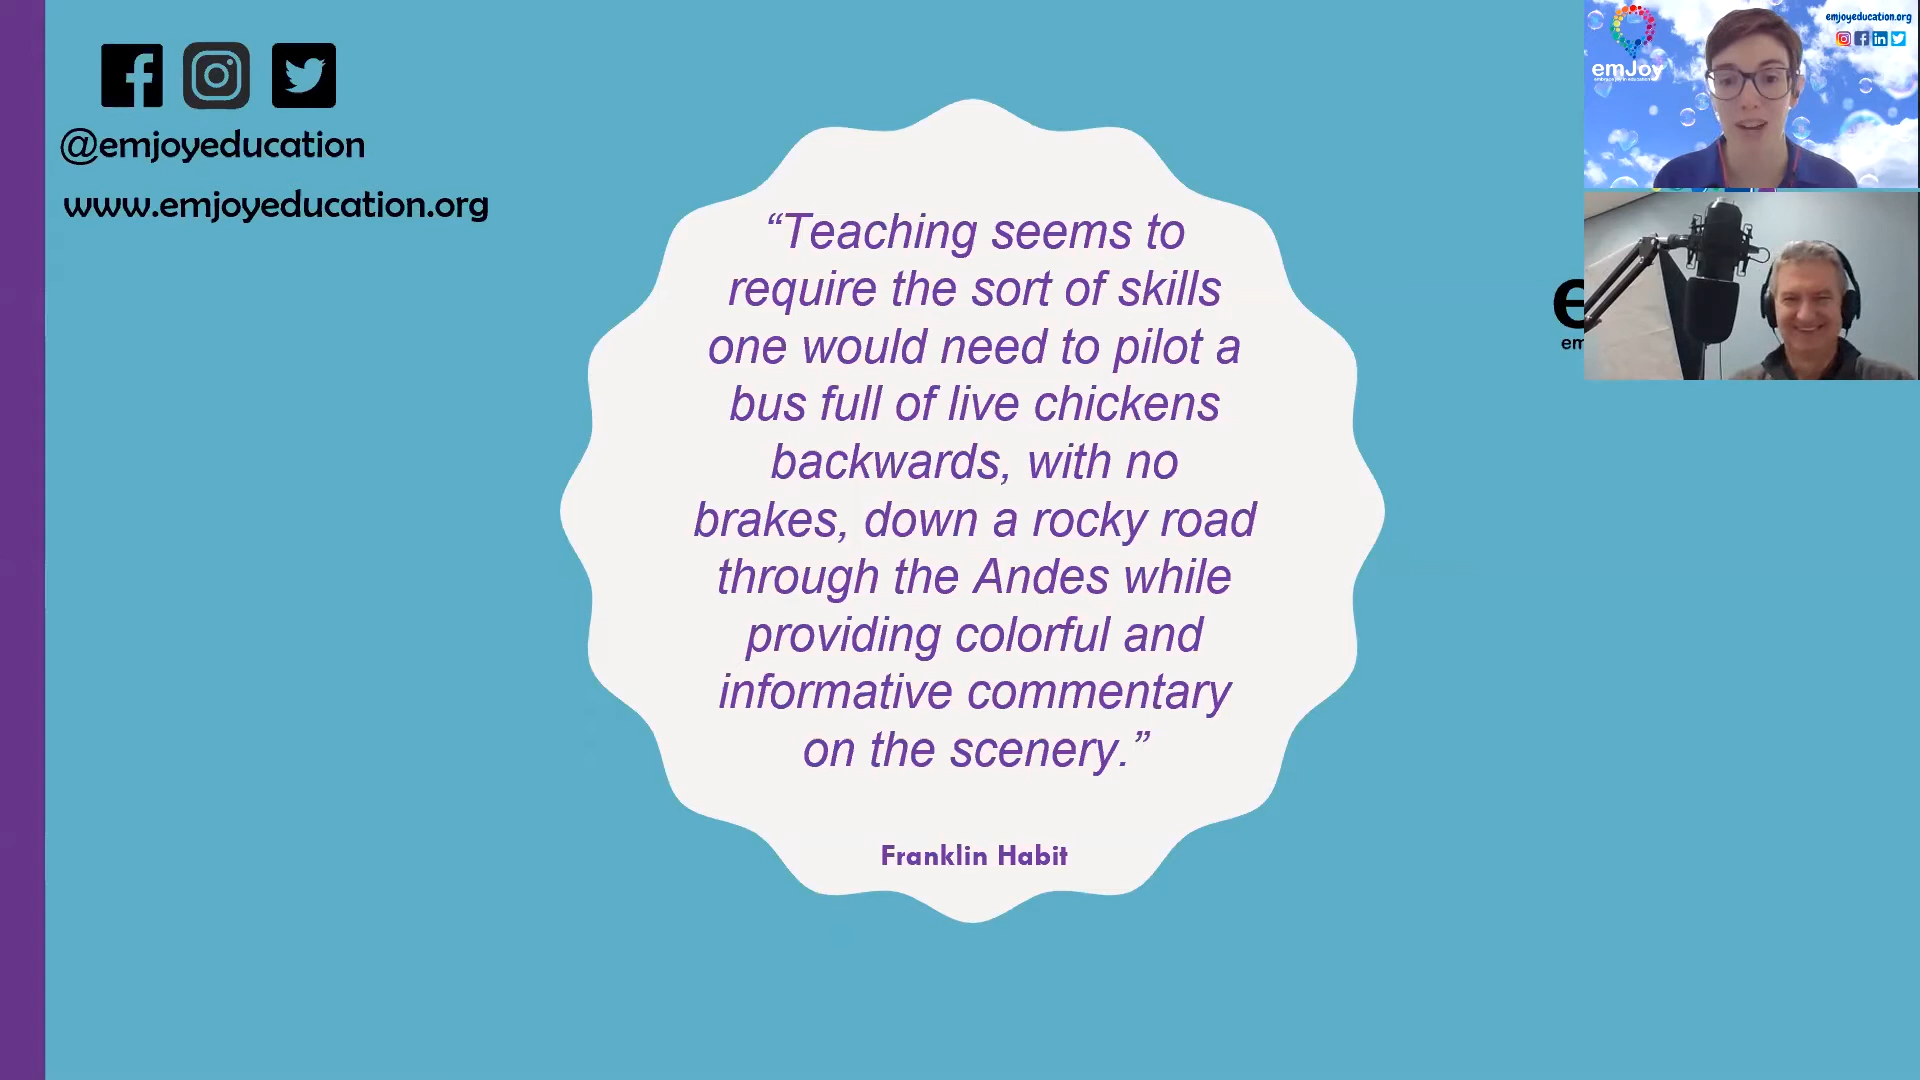 @emjoyeducation
www.emjoyeducation.org
“Teaching seems to
require the sort of skills
one would need to pilot a
bus full of live chickens
backwards, with no
brakes, down a rocky road
through the Andes while
providing colorful and
informative commentary
on the scenery.”
Franklin Habit
emJoy
emjoyeducation.org
e
em